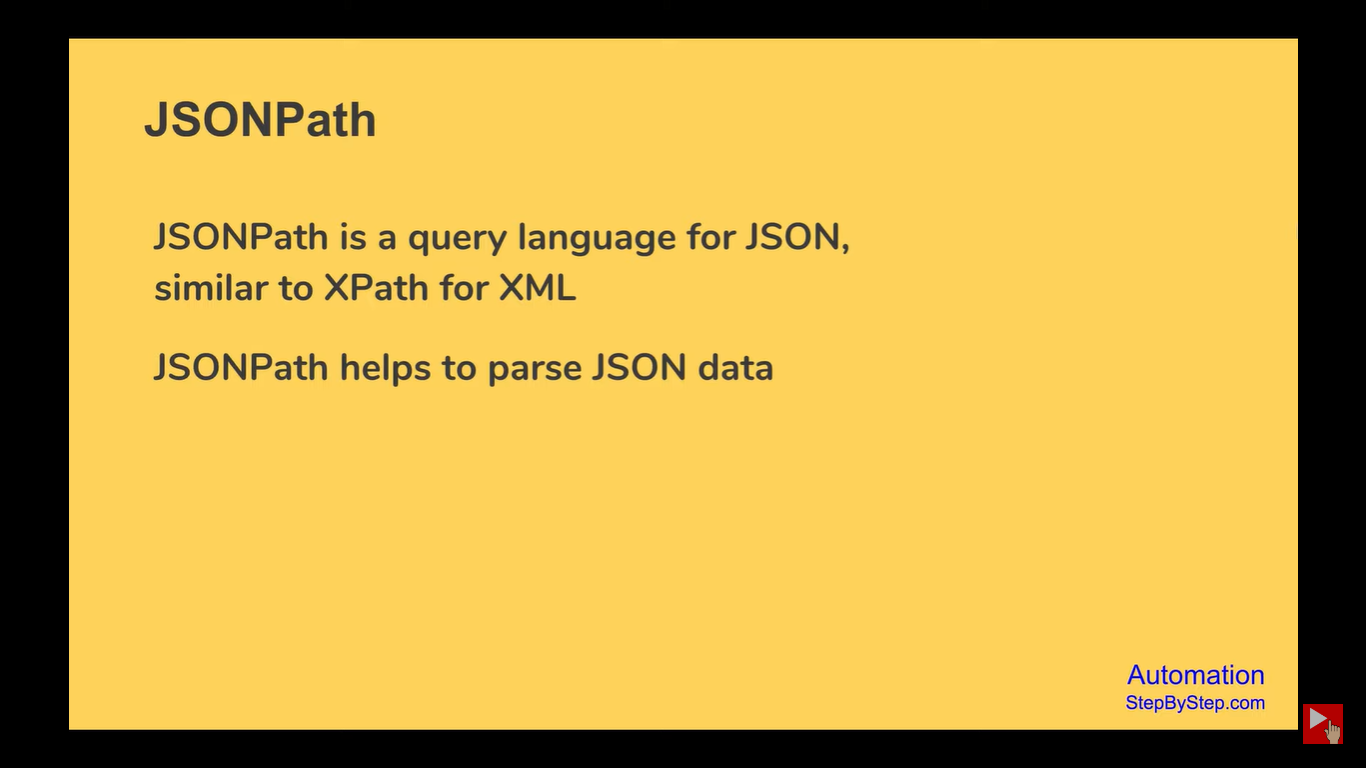 JSONPath
JSONPath is a query language for JSON,
similar to XPath for XML
JSONPath helps to parse JSON data
Automation
StepByStep.com